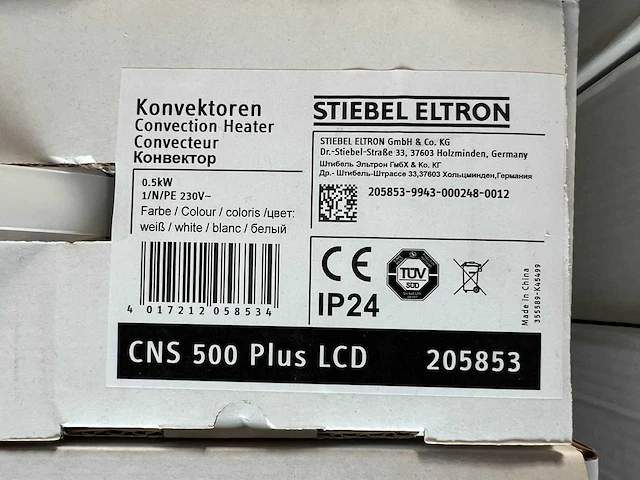 Konvektoren
Convection Heater
Convecteur
Конвектор
0.5kW
1/N/PE 230V~
Farbe / Colour / coloris /цвет:
weiß / white / blanc / белый
4 017212 058534
STIEBEL ELTRON
STIEBEL ELTRON GmbH & Co. KG
Dr.-Stiebel-Straße 33, 37603 Holzminden, Germany
Штибель Эльтрон ГмбХ & Ко. КГ
Др.- Штибель-Штрассе 33,37603 Хольцминден,Германия
205853-9943-000248-0012
CE
IP24
TÜV
SÜD
Made in China
355589-K45499
CNS 500 Plus LCD 205853